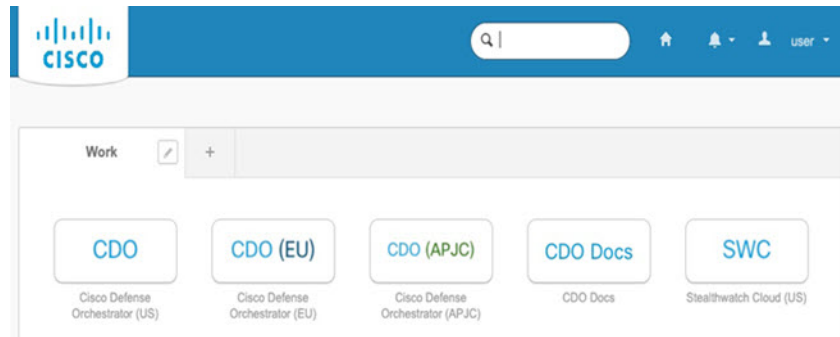 CISCO
user
Work
+
CDO
CDO (EU)
CDO (APJC)
CDO Docs
SWC
Cisco Defense
Orchestrator (US)
Cisco Defense
Orchestrator (EU)
Cisco Defense
Orchestrator (APJC)
CDO Docs
Stealthwatch Cloud (US)